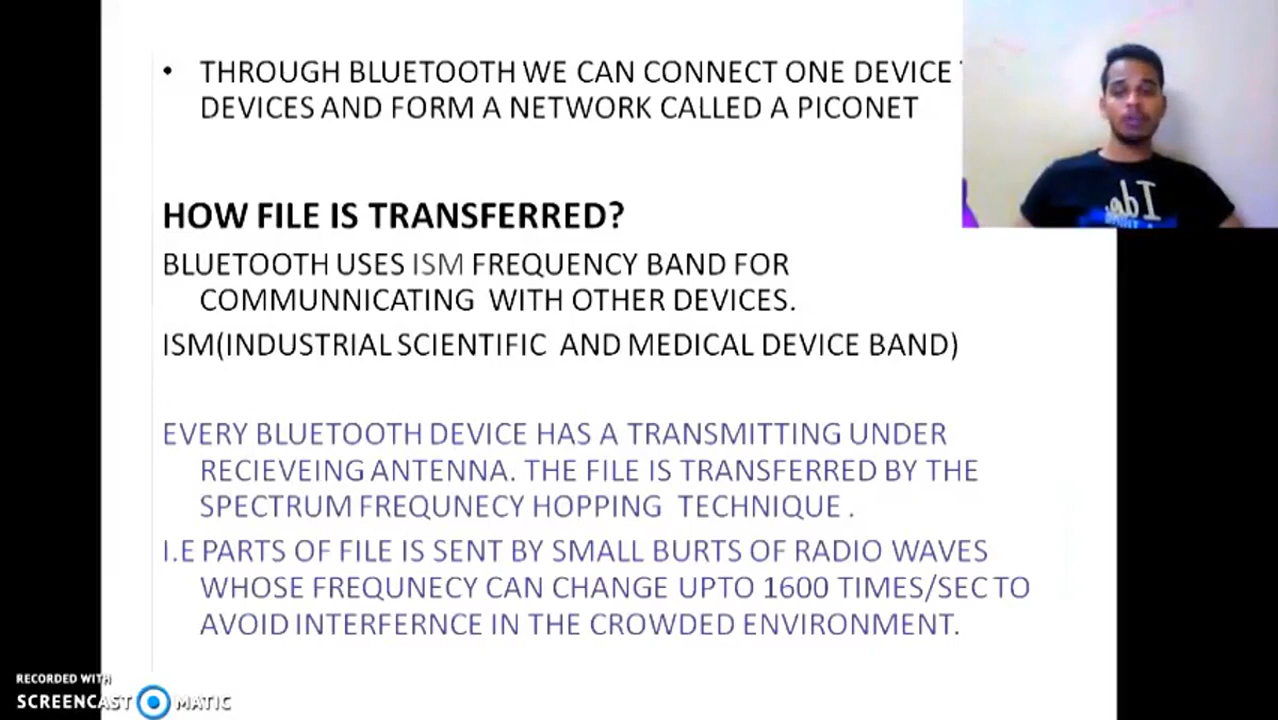 • THROUGH BLUETOOTH WE CAN CONNECT ONE DEVICE
DEVICES AND FORM A NETWORK CALLED A PICONET
HOW FILE IS TRANSFERRED?
BLUETOOTH USES ISM FREQUENCY BAND FOR
COMMUNNICATING WITH OTHER DEVICES.
ISM(INDUSTRIAL SCIENTIFIC AND MEDICAL DEVICE BAND)
EVERY BLUETOOTH DEVICE HAS A TRANSMITTING UNDER
RECIEVEING ANTENNA. THE FILE IS TRANSFERRED BY THE
SPECTRUM FREQUNECY HOPPING TECHNIQUE .
I.E PARTS OF FILE IS SENT BY SMALL BURTS OF RADIO WAVES
WHOSE FREQUNECY CAN CHANGE UPTO 1600 TIMES/SEC TO
AVOID INTERFERNCE IN THE CROWDED ENVIRONMENT.
RECORDED WITH
SCREENCAST MATIC